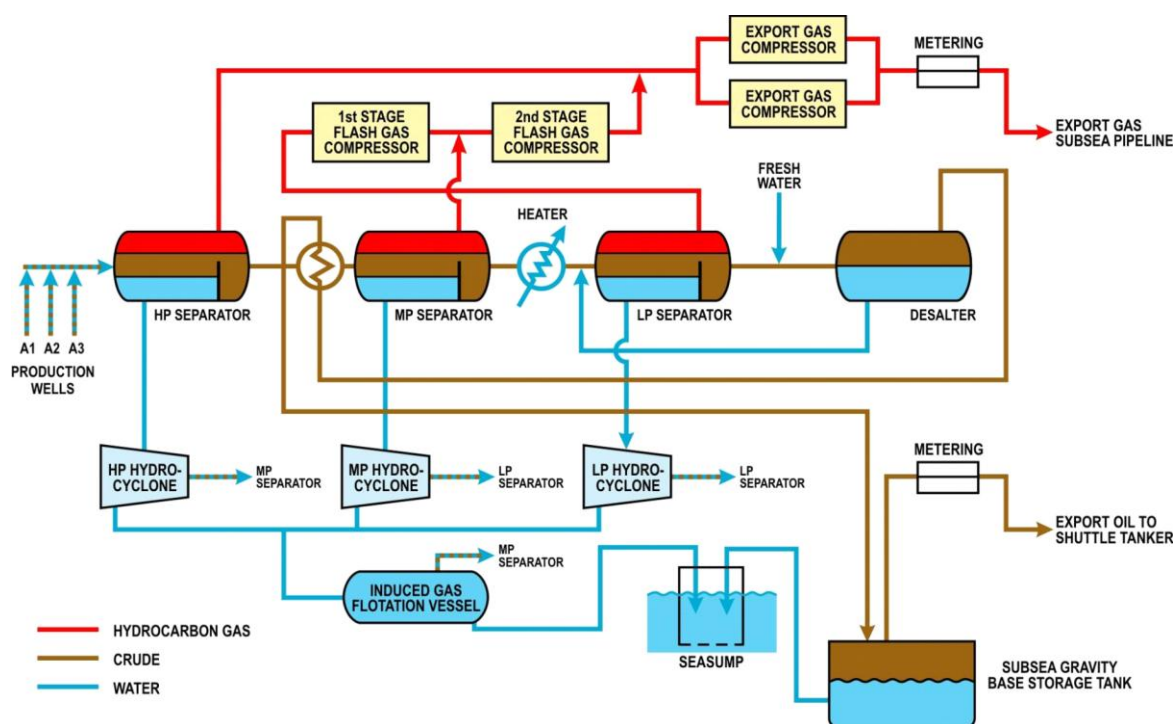 EXPORT GAS
COMPRESSOR
METERING
EXPORT GAS
COMPRESSOR
1st STAGE
FLASH GAS
COMPRESSOR
2nd STAGE
FLASH GAS
COMPRESSOR
EXPORT GAS
SUBSEA PIPELINE
FRESH
WATER
HEATER
HP SEPARATOR
MP SEPARATOR
LP SEPARATOR
DESALTER
A1 A2 A3
PRODUCTION
WELLS
HP HYDRO-
CYCLONE
MP
SEPARATOR
MP HYDRO-
CYCLONE
LP
SEPARATOR
LP HYDRO-
CYCLONE
LP
SEPARATOR
METERING
EXPORT OIL TO
SHUTTLE TANKER
MP
SEPARATOR
INDUCED GAS
FLOTATION VESSEL
HYDROCARBON GAS
CRUDE
WATER
SEASUMP
SUBSEA GRAVITY
BASE STORAGE TANK